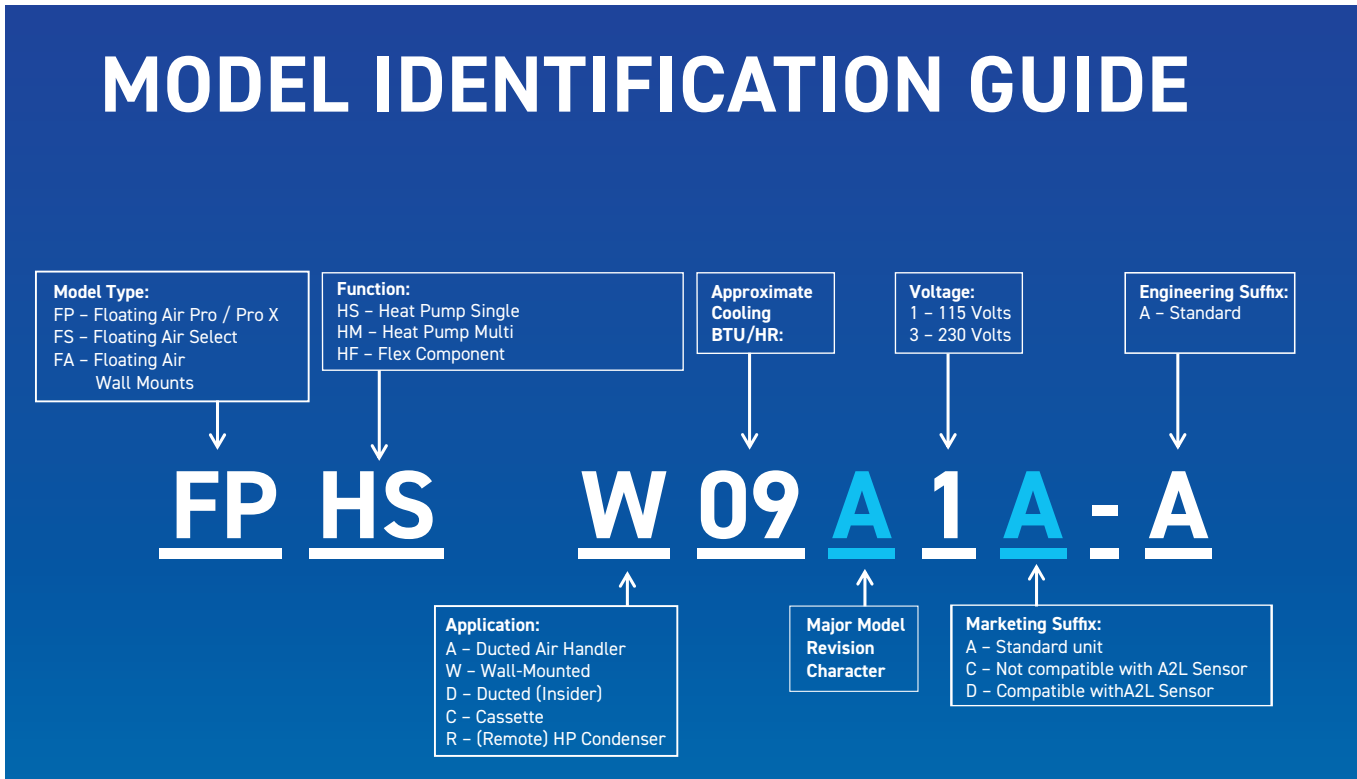 MODEL IDENTIFICATION GUIDE
Model Type:
FP – Floating Air Pro / Pro X
FS – Floating Air Select
FA – Floating Air
Wall Mounts
Function:
HS – Heat Pump Single
HM – Heat Pump Multi
HF – Flex Component
Approximate
Cooling
BTU/HR:
Voltage:
1 – 115 Volts
3 – 230 Volts
Engineering Suffix:
A – Standard
FP HS W 09 A 1 A - A
Application:
A – Ducted Air Handler
W – Wall-Mounted
D – Ducted (Insider)
C – Cassette
R – (Remote) HP Condenser
Major Model
Revision
Character
Marketing Suffix:
A – Standard unit
C – Not compatible with A2L Sensor
D – Compatible withA2L Sensor